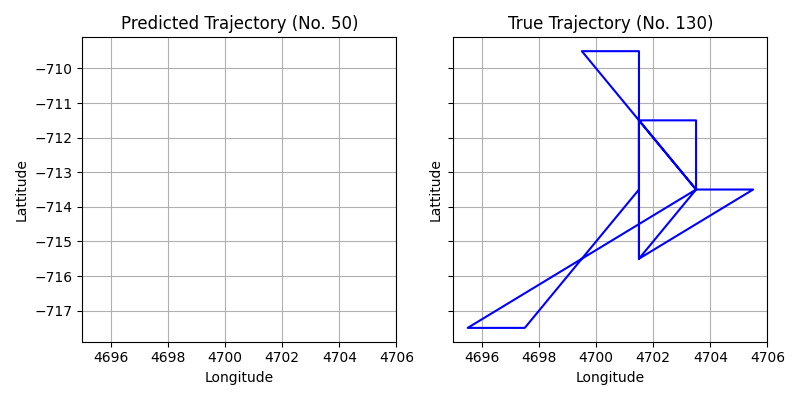 Predicted Trajectory (No. 50)
True Trajectory (No. 130)
−710
−711
−712
−713
−714
−715
−716
−717
Lattitude
Lattitude
4696 4698 4700 4702 4704 4706
4696 4698 4700 4702 4704 4706
Longitude
Longitude